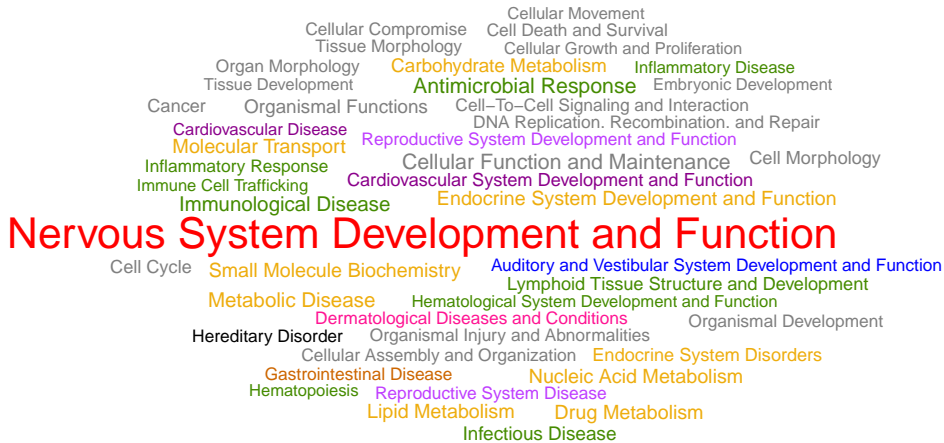 Cellular Movement
Cellular Compromise Cell Death and Survival
Tissue Morphology Cellular Growth and Proliferation
Organ Morphology Carbohydrate Metabolism Inflammatory Disease
Tissue Development Antimicrobial Response Embryonic Development
Cancer Organismal Functions Cell−To−Cell Signaling and Interaction
DNA Replication. Recombination. and Repair
Cardiovascular Disease Reproductive System Development and Function
Molecular Transport
Inflammatory Response Cellular Function and Maintenance Cell Morphology
Immune Cell Trafficking Cardiovascular System Development and Function
Immunological Disease Endocrine System Development and Function
Nervous System Development and Function
Cell Cycle Small Molecule Biochemistry Auditory and Vestibular System Development and Function
Lymphoid Tissue Structure and Development
Metabolic Disease Hematological System Development and Function
Dermatological Diseases and Conditions Organismal Development
Hereditary Disorder Organismal Injury and Abnormalities
Cellular Assembly and Organization Endocrine System Disorders
Gastrointestinal Disease Nucleic Acid Metabolism
Hematopoiesis Reproductive System Disease
Lipid Metabolism Drug Metabolism
Infectious Disease